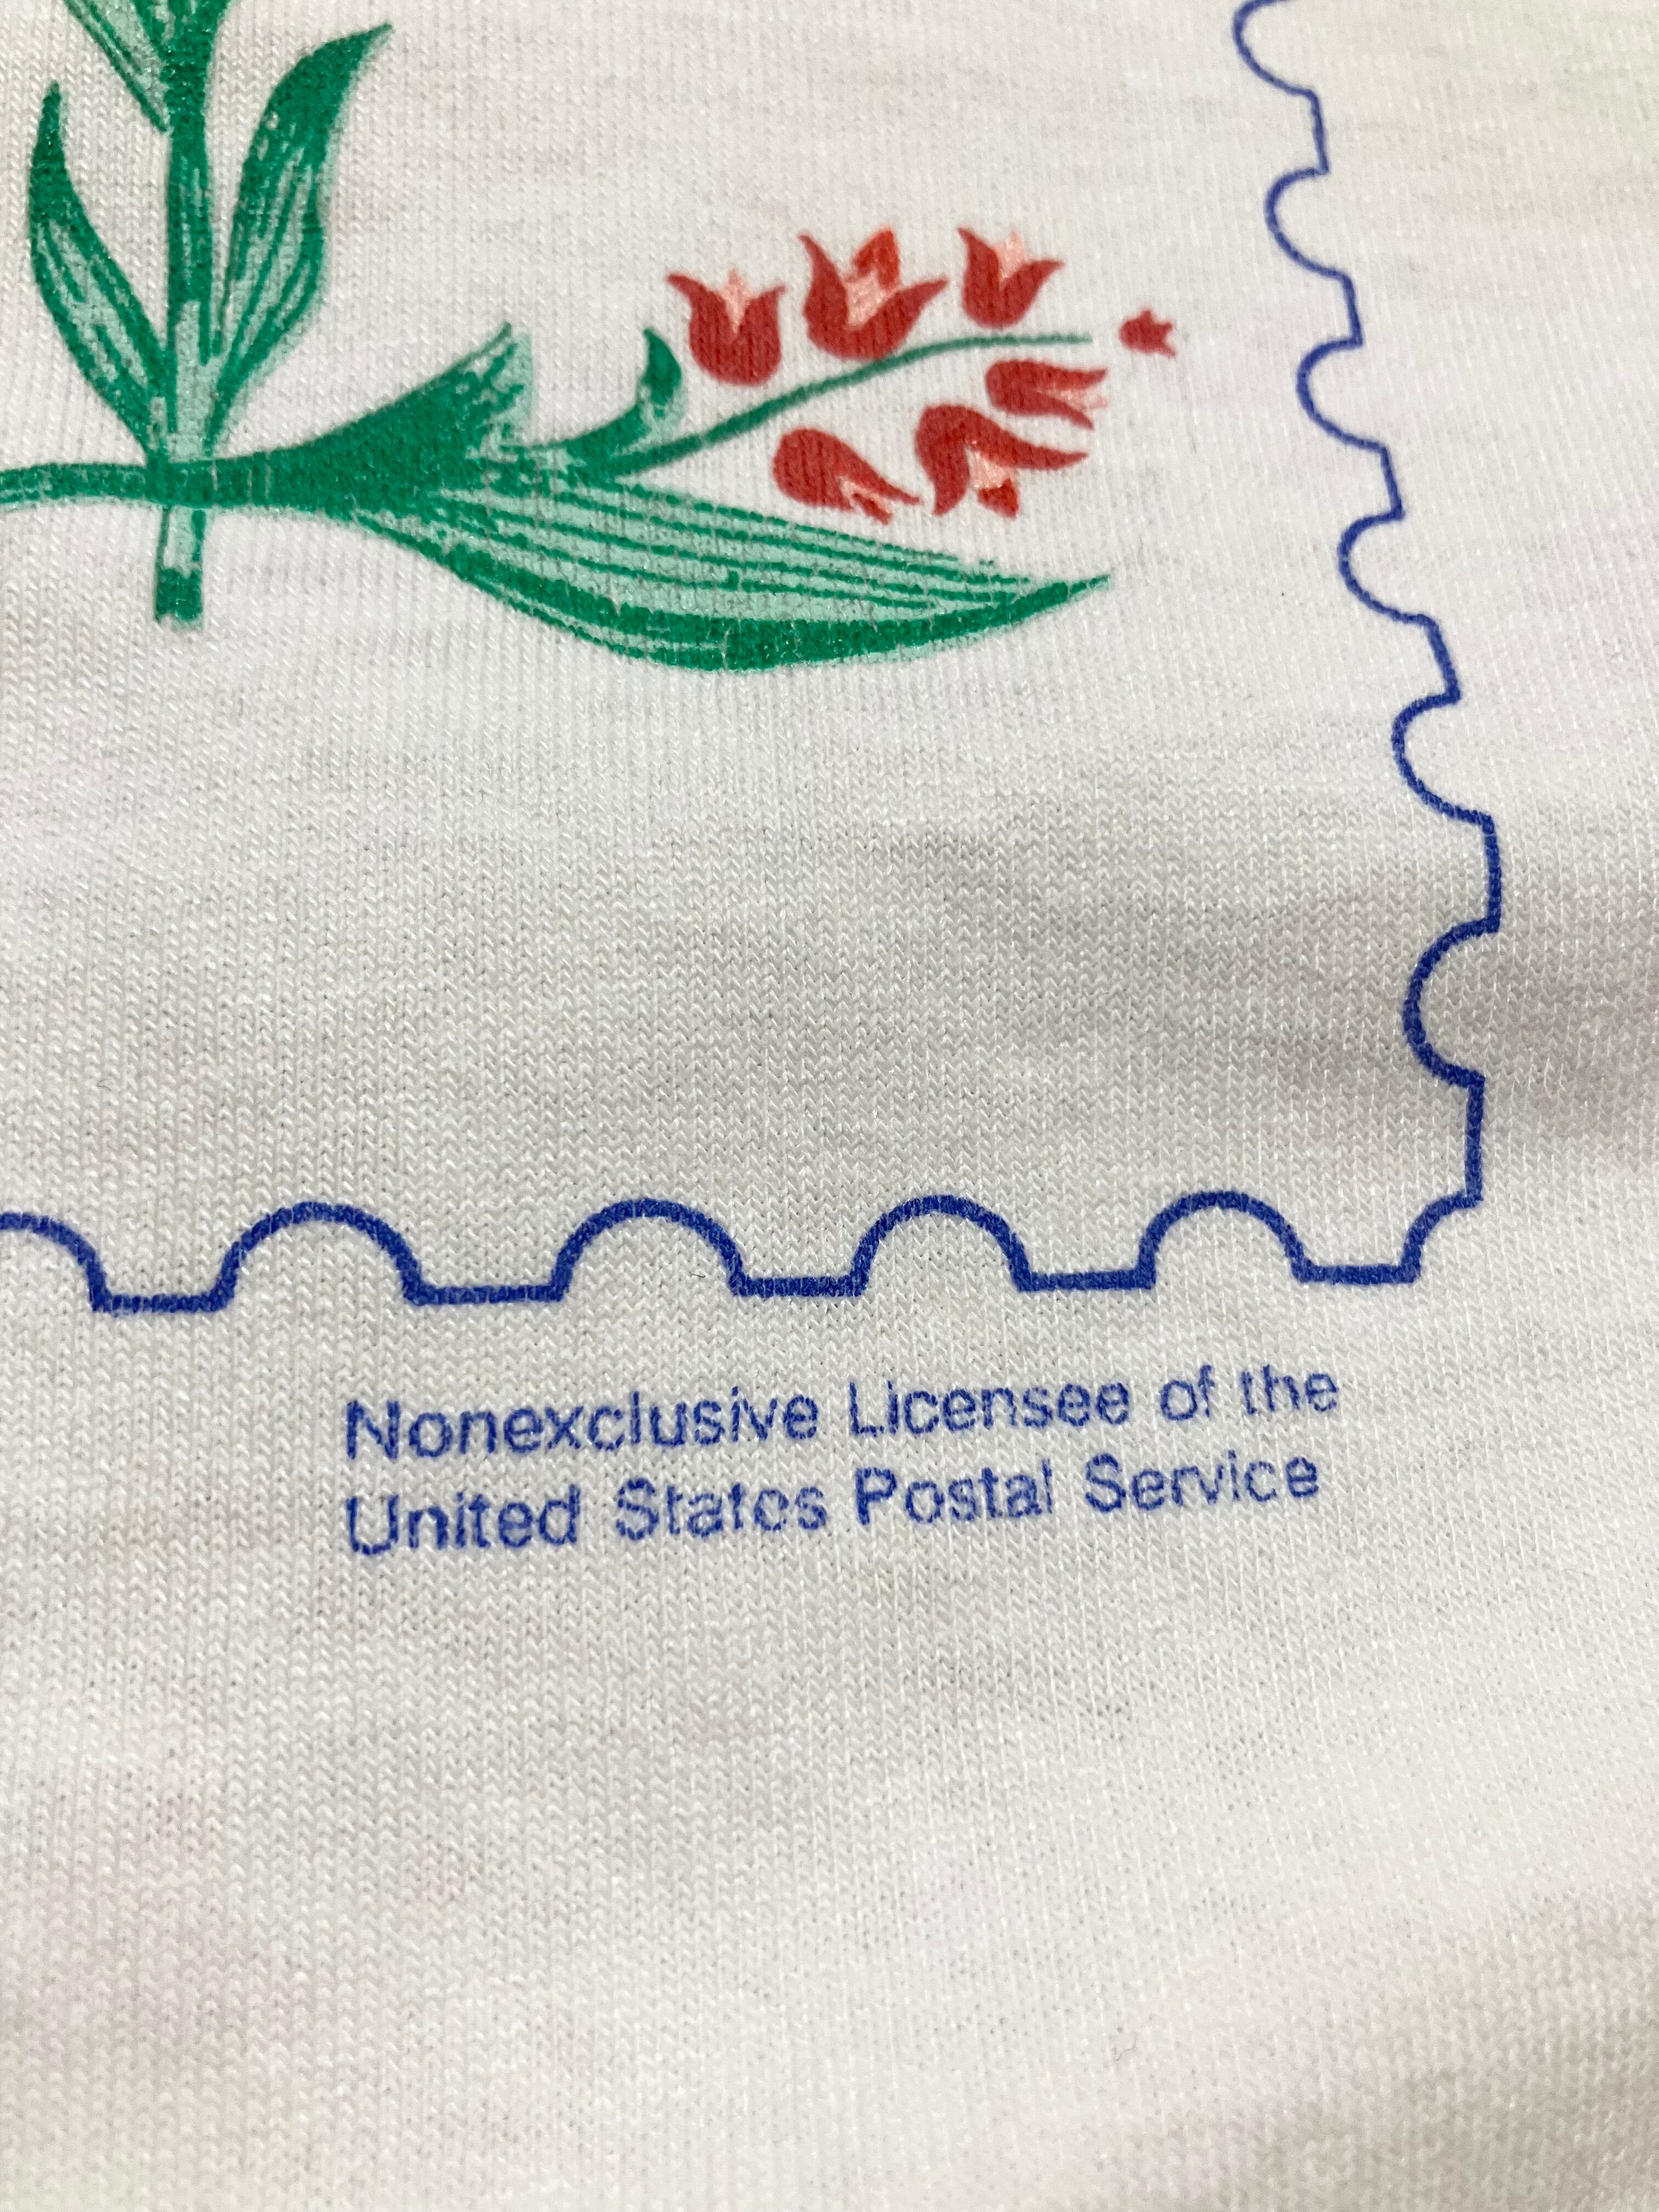 Nonexclusive Licensee of the
United States Postal Service